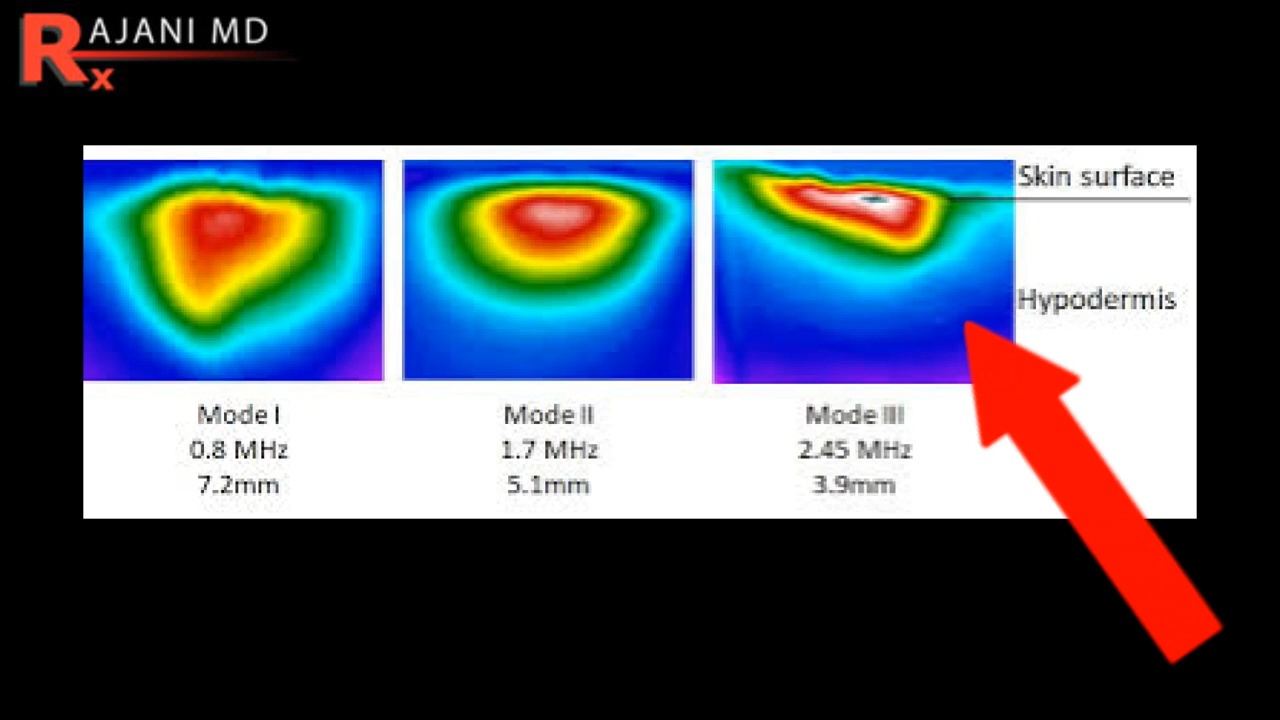 RAJANI MD
Rx
Skin surface
Hypodermis
Mode I
0.8 MHz
7.2mm
Mode II
1.7 MHz
5.1mm
Mode III
2.45 MHz
3.9mm